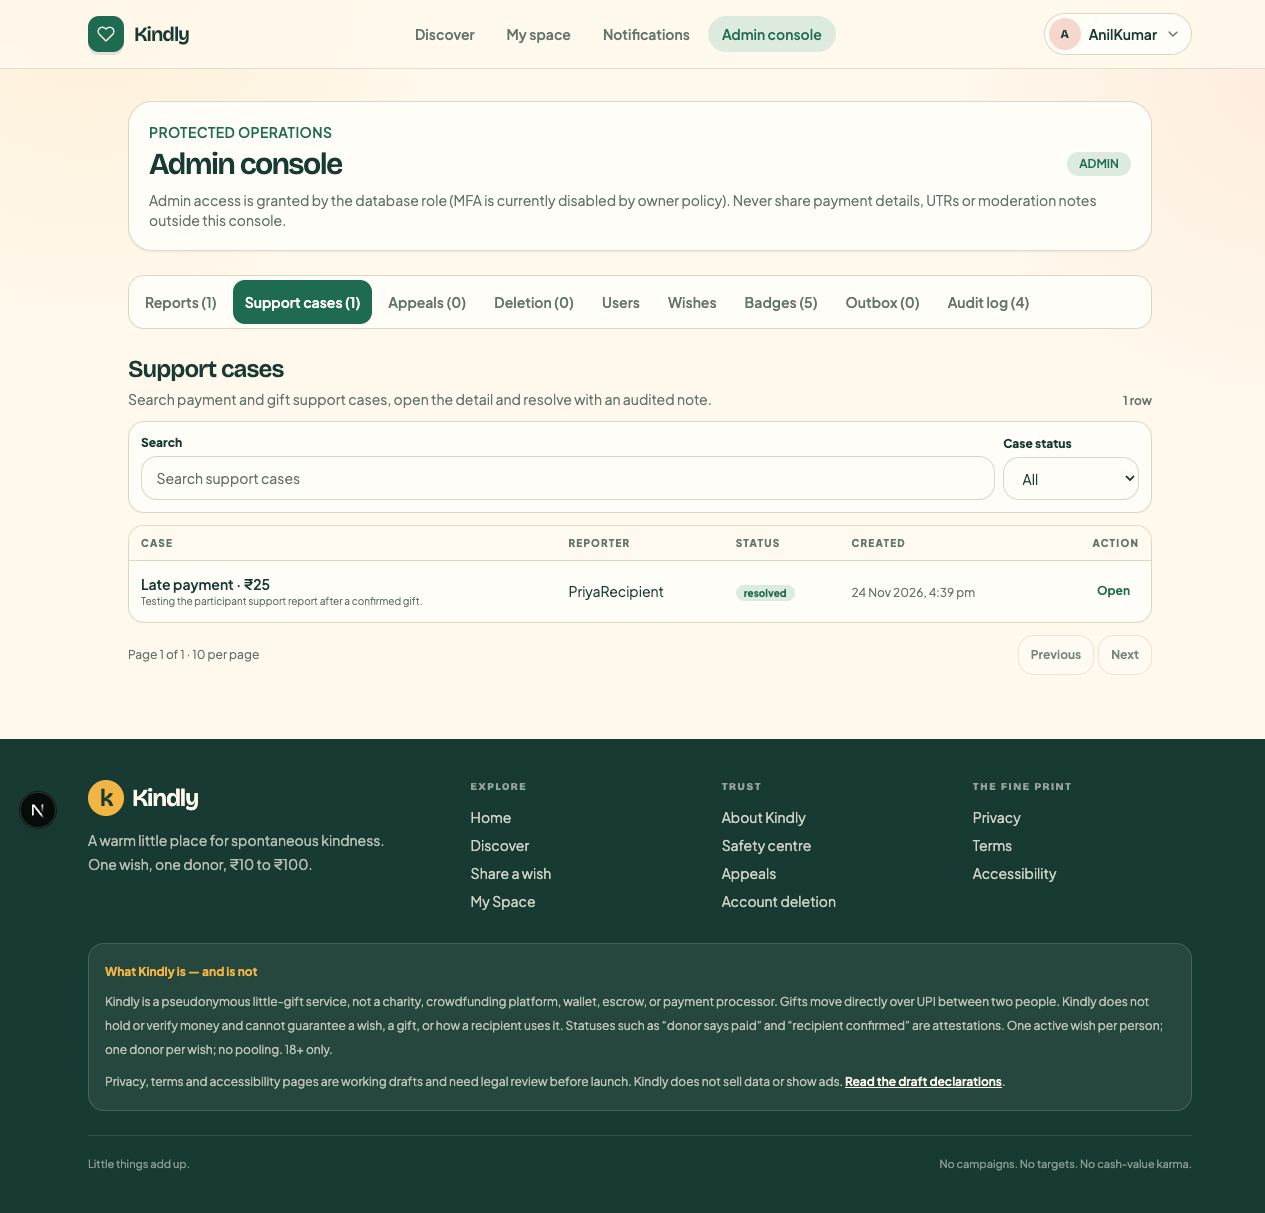 Kindly
Discover
My space
Notifications
Admin console
A
AnilKumar
PROTECTED OPERATIONS
Admin console
ADMIN
Admin access is granted by the database role (MFA is currently disabled by owner policy). Never share payment details, UTRs or moderation notes
outside this console.
Reports (1)
Support cases (1)
Appeals (0)
Deletion (0)
Users
Wishes
Badges (5)
Outbox (0)
Audit log (4)
Support cases
Search payment and gift support cases, open the detail and resolve with an audited note.
1 row
Search
Case status
Search support cases
All
CASE
REPORTER
STATUS
CREATED
ACTION
Late payment · ₹25
Testing the participant support report after a confirmed gift.
PriyaRecipient
resolved
24 Nov 2026, 4:39 pm
Open
Page 1 of 1 · 10 per page
Previous
Next
N
k
Kindly
A warm little place for spontaneous kindness.
One wish, one donor, ₹10 to ₹100.
EXPLORE
Home
Discover
Share a wish
My Space
TRUST
About Kindly
Safety centre
Appeals
Account deletion
THE FINE PRINT
Privacy
Terms
Accessibility
What Kindly is — and is not
Kindly is a pseudonymous little-gift service, not a charity, crowdfunding platform, wallet, escrow, or payment processor. Gifts move directly over UPI between two people. Kindly does not
hold or verify money and cannot guarantee a wish, a gift, or how a recipient uses it. Statuses such as “donor says paid” and “recipient confirmed” are attestations. One active wish per person;
one donor per wish; no pooling. 18+ only.
Privacy, terms and accessibility pages are working drafts and need legal review before launch. Kindly does not sell data or show ads. Read the draft declarations.
Little things add up.
No campaigns. No targets. No cash-value karma.